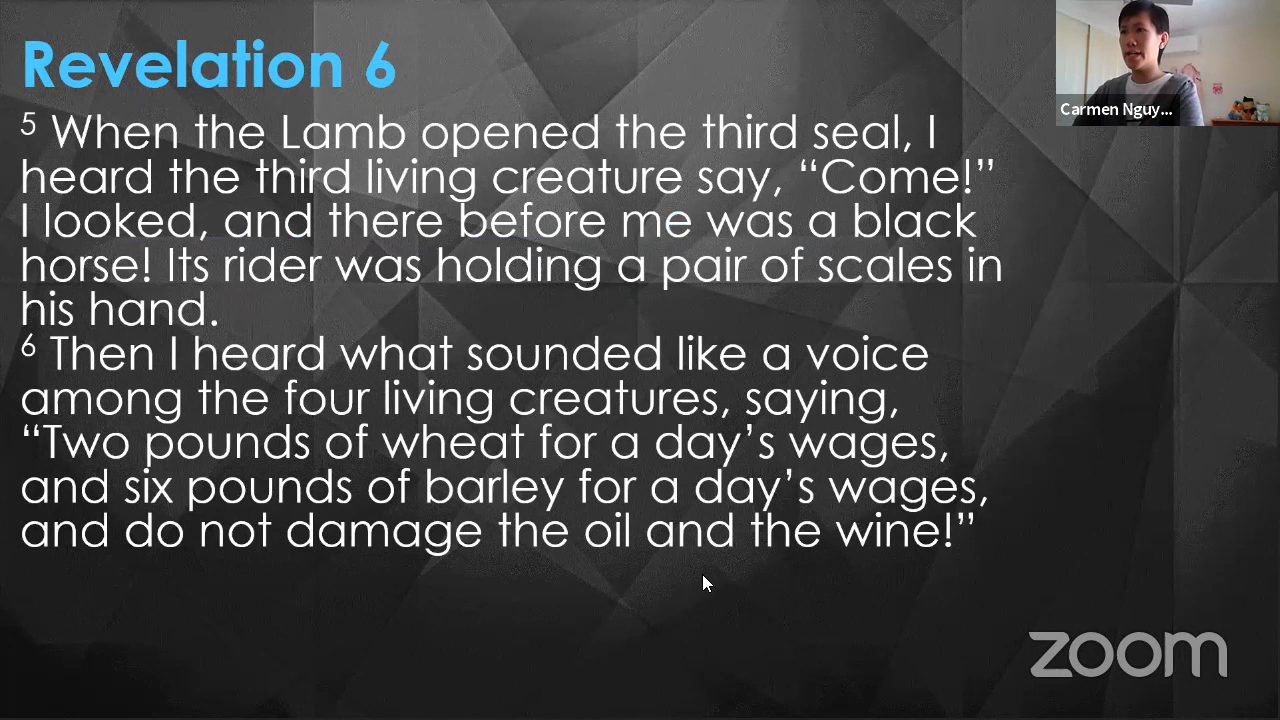 Revelation 6
Carmen Nguy...
5 When the Lamb opened the third seal, I
heard the third living creature say, “Come!”
I looked, and there before me was a black
horse! Its rider was holding a pair of scales in
his hand.
6 Then I heard what sounded like a voice
among the four living creatures, saying,
“Two pounds of wheat for a day’s wages,
and six pounds of barley for a day’s wages,
and do not damage the oil and the wine!”
zoom